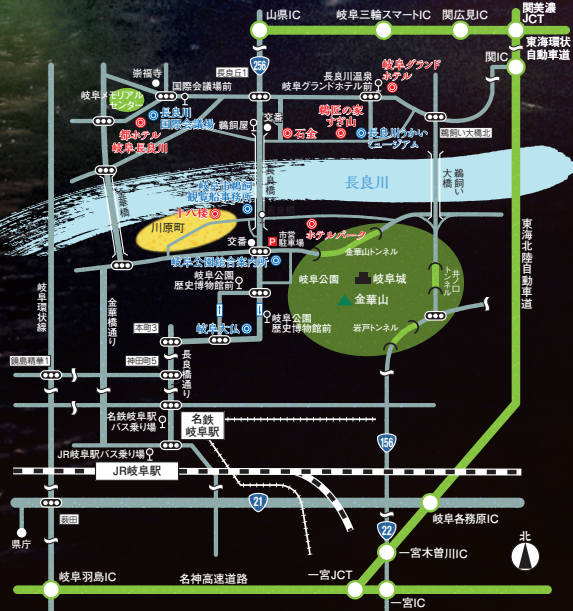 山県IC
岐阜三輪スマートIC
関広見IC
関美濃
JCT
東海環状
自動車道
関IC
256
崇福寺
長良丘1
国際会議場前
長良川温泉
岐阜グランドホテル前
岐阜グランド
ホテル
岐阜メモリアル
センター
長良川
国際会議場
都ホテル
岐阜長良川
鵜飼屋
交番
石金
鵜匠の家
すぎ山
長良川うかい
ミュージアム
鵜飼い大橋北
金華橋
長良橋
鵜飼い
大橋
長良川
岐阜市鵜飼
観覧船事務所
十八楼
川原町
交番
P
市営
駐車場
ホテルパーク
金華山トンネル
岐阜公園総合案内所
岐阜公園
歴史博物館前
岐阜公園
岐阜城
金華山
井ノ口
トンネル
岐阜公園
歴史博物館前
岩戸トンネル
岐阜大仏
岐阜環状線
金華橋通り
本町3
神田町5
長良橋通り
鏡島精華1
東海北陸自動車道
名鉄岐阜駅
バス乗り場
名鉄
岐阜駅
JR岐阜駅バス乗り場
JR岐阜駅
156
21
22
薮田
県庁
岐阜各務原IC
北
一宮木曽川IC
岐阜羽島IC
名神高速道路
一宮JCT
一宮IC